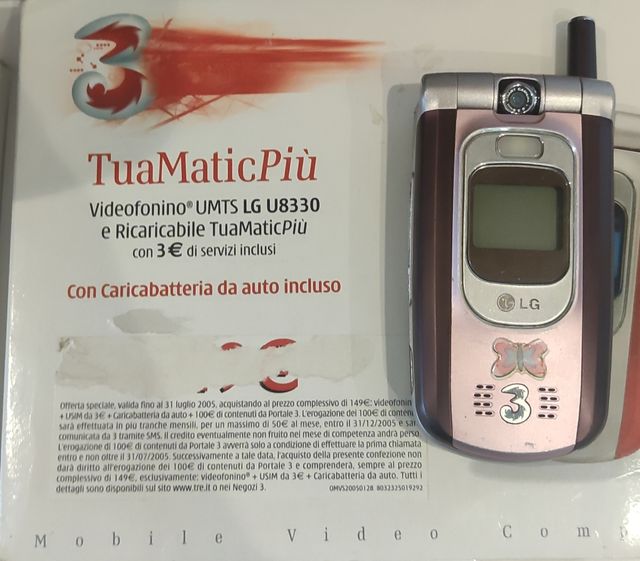 3
TuaMaticPiù
Videofonino® UMTS LG U8330
e Ricaricabile TuaMaticPiù
con 3€ di servizi inclusi
Con Caricabatteria da auto incluso
€
Offerta speciale, valida fino al 31 luglio 2005, acquistando al prezzo complessivo di 149€: videofonin
+ USIM da 3€ + Caricabatteria da auto + 100€ di contenuti da Portale 3. L'erogazione dei 100€ di conten
sarà effettuata in più tranche mensili, per un massimo di 50€ al mese, entro il 31/12/2005 e sar
comunicata da 3 tramite SMS. Il credito eventualmente non fruito nel mese di competenza andrà perso.
L'erogazione di 100€ di contenuti da Portale 3 avverrà solo a condizione di effettuare la prima chiamata
entro e non oltre il 31/07/2005. Successivamente a tale data, l'acquisto della presente confezione non
darà diritto all'erogazione dei 100€ di contenuti da Portale 3 e comprenderà, sempre al prezzo
complessivo di 149€, esclusivamente: videofonino® + USIM da 3€ + Caricabatteria da auto. Tutti i
dettagli sono disponibili sul sito www.tre.it o nei Negozi 3.
OMVS20050128 8032325019292
Mobile Video Comp
LG
3